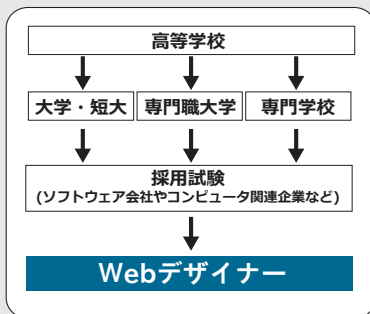 高等学校
大学・短大
専門職大学
専門学校
採用試験
(ソフトウェア会社やコンピュータ関連企業など)
Webデザイナー